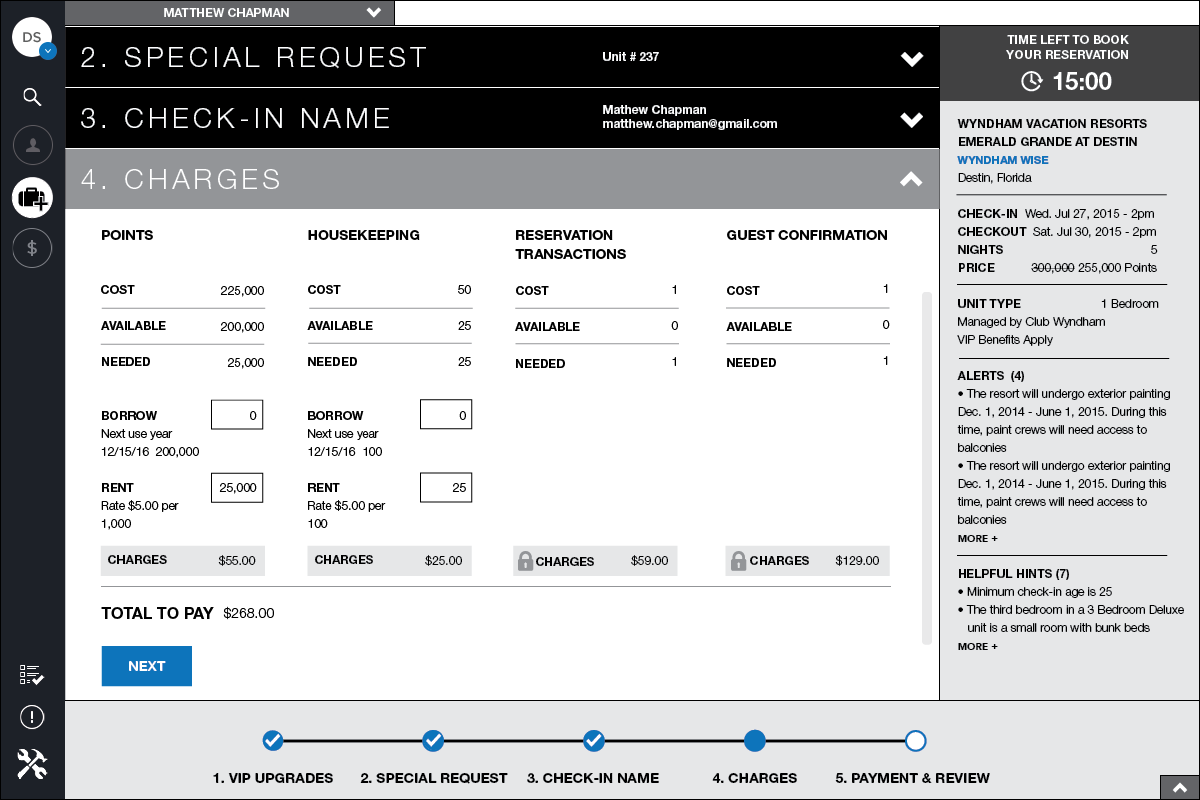 MATTHEW CHAPMAN
DS
2. SPECIAL REQUEST
Unit # 237
3. CHECK-IN NAME
Mathew Chapman
matthew.chapman@gmail.com
4. CHARGES
POINTS
COST 225,000
AVAILABLE 200,000
NEEDED 25,000
BORROW 0
Next use year
12/15/16 200,000
RENT 25,000
Rate $5.00 per
1,000
CHARGES $55.00
HOUSEKEEPING
COST 50
AVAILABLE 25
NEEDED 25
BORROW 0
Next use year
12/15/16 100
RENT 25
Rate $5.00 per
100
CHARGES $25.00
RESERVATION
TRANSACTIONS
COST 1
AVAILABLE 0
NEEDED 1
CHARGES $59.00
GUEST CONFIRMATION
COST 1
AVAILABLE 0
NEEDED 1
CHARGES $129.00
TOTAL TO PAY $268.00
NEXT
TIME LEFT TO BOOK
YOUR RESERVATION
15:00
WYNDHAM VACATION RESORTS
EMERALD GRANDE AT DESTIN
WYNDHAM WISE
Destin, Florida
CHECK-IN Wed. Jul 27, 2015 - 2pm
CHECKOUT Sat. Jul 30, 2015 - 2pm
NIGHTS 5
PRICE 300,000 255,000 Points
UNIT TYPE 1 Bedroom
Managed by Club Wyndham
VIP Benefits Apply
ALERTS (4)
• The resort will undergo exterior painting
Dec. 1, 2014 - June 1, 2015. During this
time, paint crews will need access to
balconies
• The resort will undergo exterior painting
Dec. 1, 2014 - June 1, 2015. During this
time, paint crews will need access to
balconies
MORE +
HELPFUL HINTS (7)
• Minimum check-in age is 25
• The third bedroom in a 3 Bedroom Deluxe
unit is a small room with bunk beds
MORE +
1. VIP UPGRADES
2. SPECIAL REQUEST
3. CHECK-IN NAME
4. CHARGES
5. PAYMENT & REVIEW
$